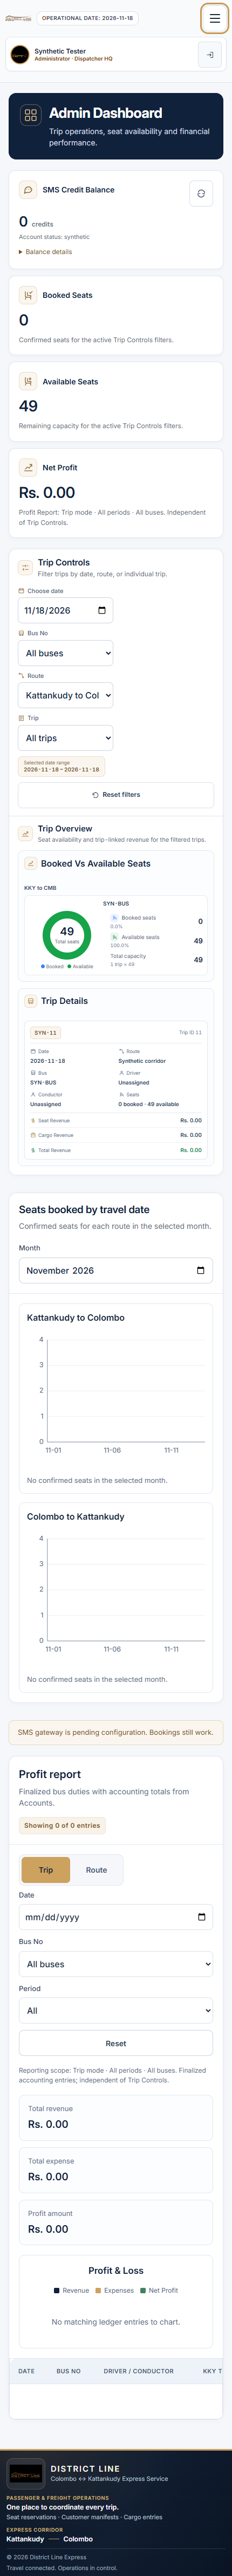 OPERATIONAL DATE: 2026-11-18
Synthetic Tester
Administrator · Dispatcher HQ
Admin Dashboard
Trip operations, seat availability and financial
performance.
SMS Credit Balance
0 credits
Account status: synthetic
Balance details
Booked Seats
0
Confirmed seats for the active Trip Controls filters.
Available Seats
49
Remaining capacity for the active Trip Controls filters.
Net Profit
Rs. 0.00
Profit Report: Trip mode · All periods · All buses. Independent
of Trip Controls.
Trip Controls
Filter trips by date, route, or individual trip.
Choose date
11/18/2026
Bus No
All buses
Route
Kattankudy to Col
Trip
All trips
Selected date range
2026-11-18 – 2026-11-18
Reset filters
Trip Overview
Seat availability and trip-linked revenue for the filtered trips.
Booked Vs Available Seats
KKY to CMB
49
Total seats
Booked Available
SYN-BUS
Booked seats 0
0.0%
Available seats 49
100.0%
Total capacity 49
1 trip × 49
Trip Details
SYN-11 Trip ID 11
Date Route
2026-11-18 Synthetic corridor
Bus Driver
SYN-BUS Unassigned
Conductor Seats
Unassigned 0 booked · 49 available
Seat Revenue Rs. 0.00
Cargo Revenue Rs. 0.00
Total Revenue Rs. 0.00
Seats booked by travel date
Confirmed seats for each route in the selected month.
Month
November 2026
Kattankudy to Colombo
4
3
2
1
0
11-01 11-06 11-11
No confirmed seats in the selected month.
Colombo to Kattankudy
4
3
2
1
0
11-01 11-06 11-11
No confirmed seats in the selected month.
SMS gateway is pending configuration. Bookings still work.
Profit report
Finalized bus duties with accounting totals from
Accounts.
Showing 0 of 0 entries
Trip Route
Date
mm/dd/yyyy
Bus No
All buses
Period
All
Reset
Reporting scope: Trip mode · All periods · All buses. Finalized
accounting entries; independent of Trip Controls.
Total revenue
Rs. 0.00
Total expense
Rs. 0.00
Profit amount
Rs. 0.00
Profit & Loss
Revenue Expenses Net Profit
No matching ledger entries to chart.
DATE BUS NO DRIVER / CONDUCTOR KKY T
DISTRICT LINE
Colombo ↔ Kattankudy Express Service
PASSENGER & FREIGHT OPERATIONS
One place to coordinate every trip.
Seat reservations · Customer manifests · Cargo entries
EXPRESS CORRIDOR
Kattankudy — Colombo
© 2026 District Line Express
Travel connected. Operations in control.